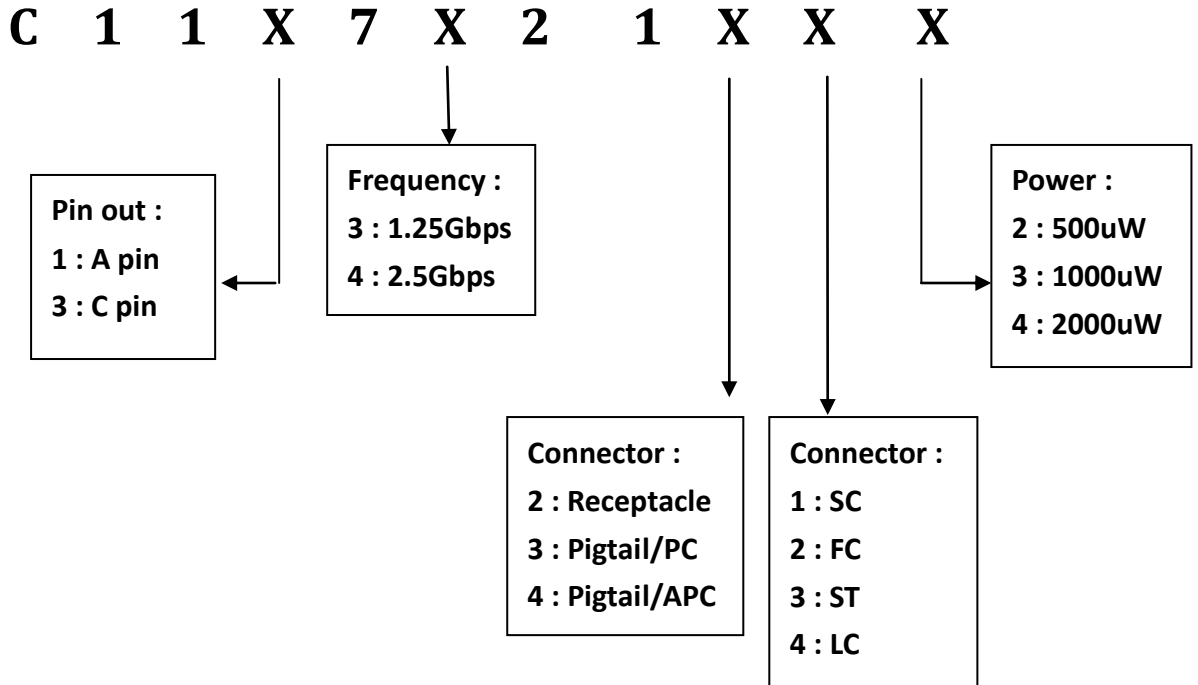 C 1 1 X 7 X 2 1 X X X
Pin out :
1 : A pin
3 : C pin
Frequency :
3 : 1.25Gbps
4 : 2.5Gbps
Connector :
2 : Receptacle
3 : Pigtail/PC
4 : Pigtail/APC
Connector :
1 : SC
2 : FC
3 : ST
4 : LC
Power :
2 : 500uW
3 : 1000uW
4 : 2000uW